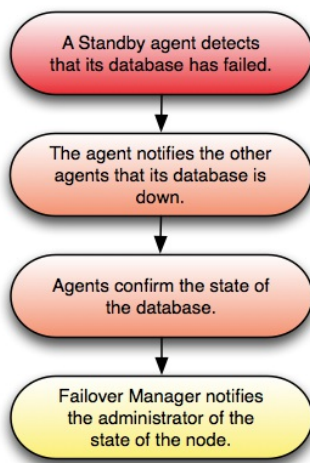 A Standby agent detects
that its database has failed.
The agent notifies the other
agents that its database is
down.
Agents confirm the state of
the database.
Failover Manager notifies
the administrator of the
state of the node.